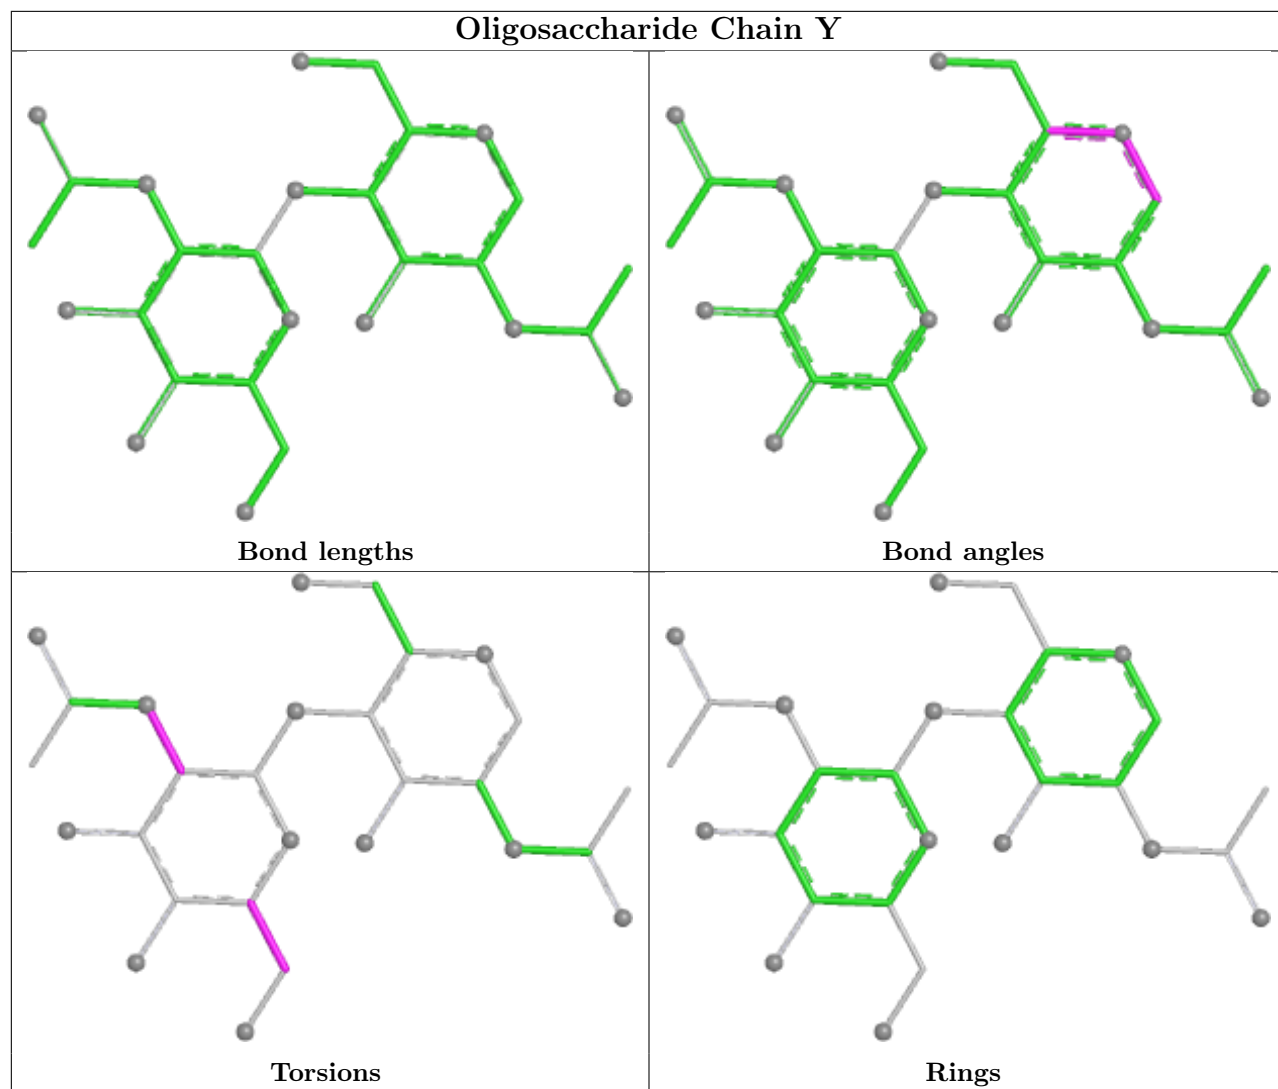 Oligosaccharide Chain Y
Bond lengths
Bond angles
Torsions
Rings